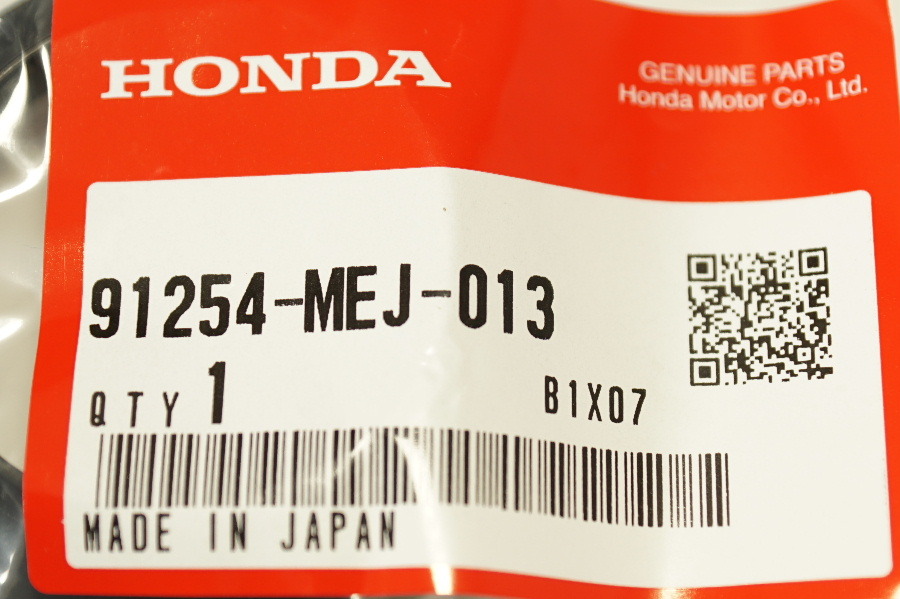 HONDA
GENUINE PARTS
Honda Motor Co., Ltd.
91254-MEJ-013
QTY 1
B1X07
MADE IN JAPAN